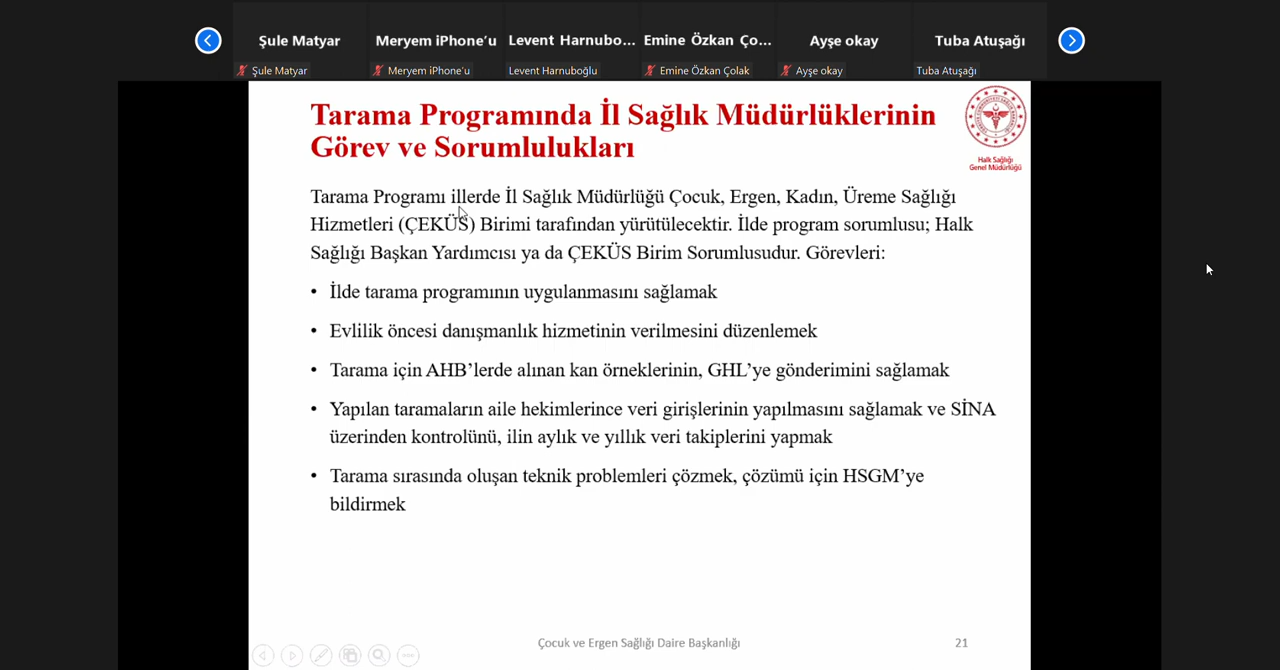 Şule Matyar
Meryem iPhone’u
Levent Harnubo...
Emine Özkan Ço...
Ayşe okay
Tuba Atuşağı
Şule Matyar
Meryem iPhone'u
Levent Harnuboğlu
Emine Özkan Çolak
Ayşe okay
Tuba Atuşağı
Tarama Programında İl Sağlık Müdürlüklerinin
Görev ve Sorumlulukları
Halk Sağlığı
Genel Müdürlüğü
Tarama Programı illerde İl Sağlık Müdürlüğü Çocuk, Ergen, Kadın, Üreme Sağlığı
Hizmetleri (ÇEKÜS) Birimi tarafından yürütülecektir. İlde program sorumlusu; Halk
Sağlığı Başkan Yardımcısı ya da ÇEKÜS Birim Sorumlusudur. Görevleri:
• İlde tarama programının uygulanmasını sağlamak
• Evlilik öncesi danışmanlık hizmetinin verilmesini düzenlemek
• Tarama için AHB’lerde alınan kan örneklerinin, GHL’ye gönderimini sağlamak
• Yapılan taramaların aile hekimlerince veri girişlerinin yapılmasını sağlamak ve SİNA
üzerinden kontrolünü, ilin aylık ve yıllık veri takiplerini yapmak
• Tarama sırasında oluşan teknik problemleri çözmek, çözümü için HSGM’ye
bildirmek
Çocuk ve Ergen Sağlığı Daire Başkanlığı
21